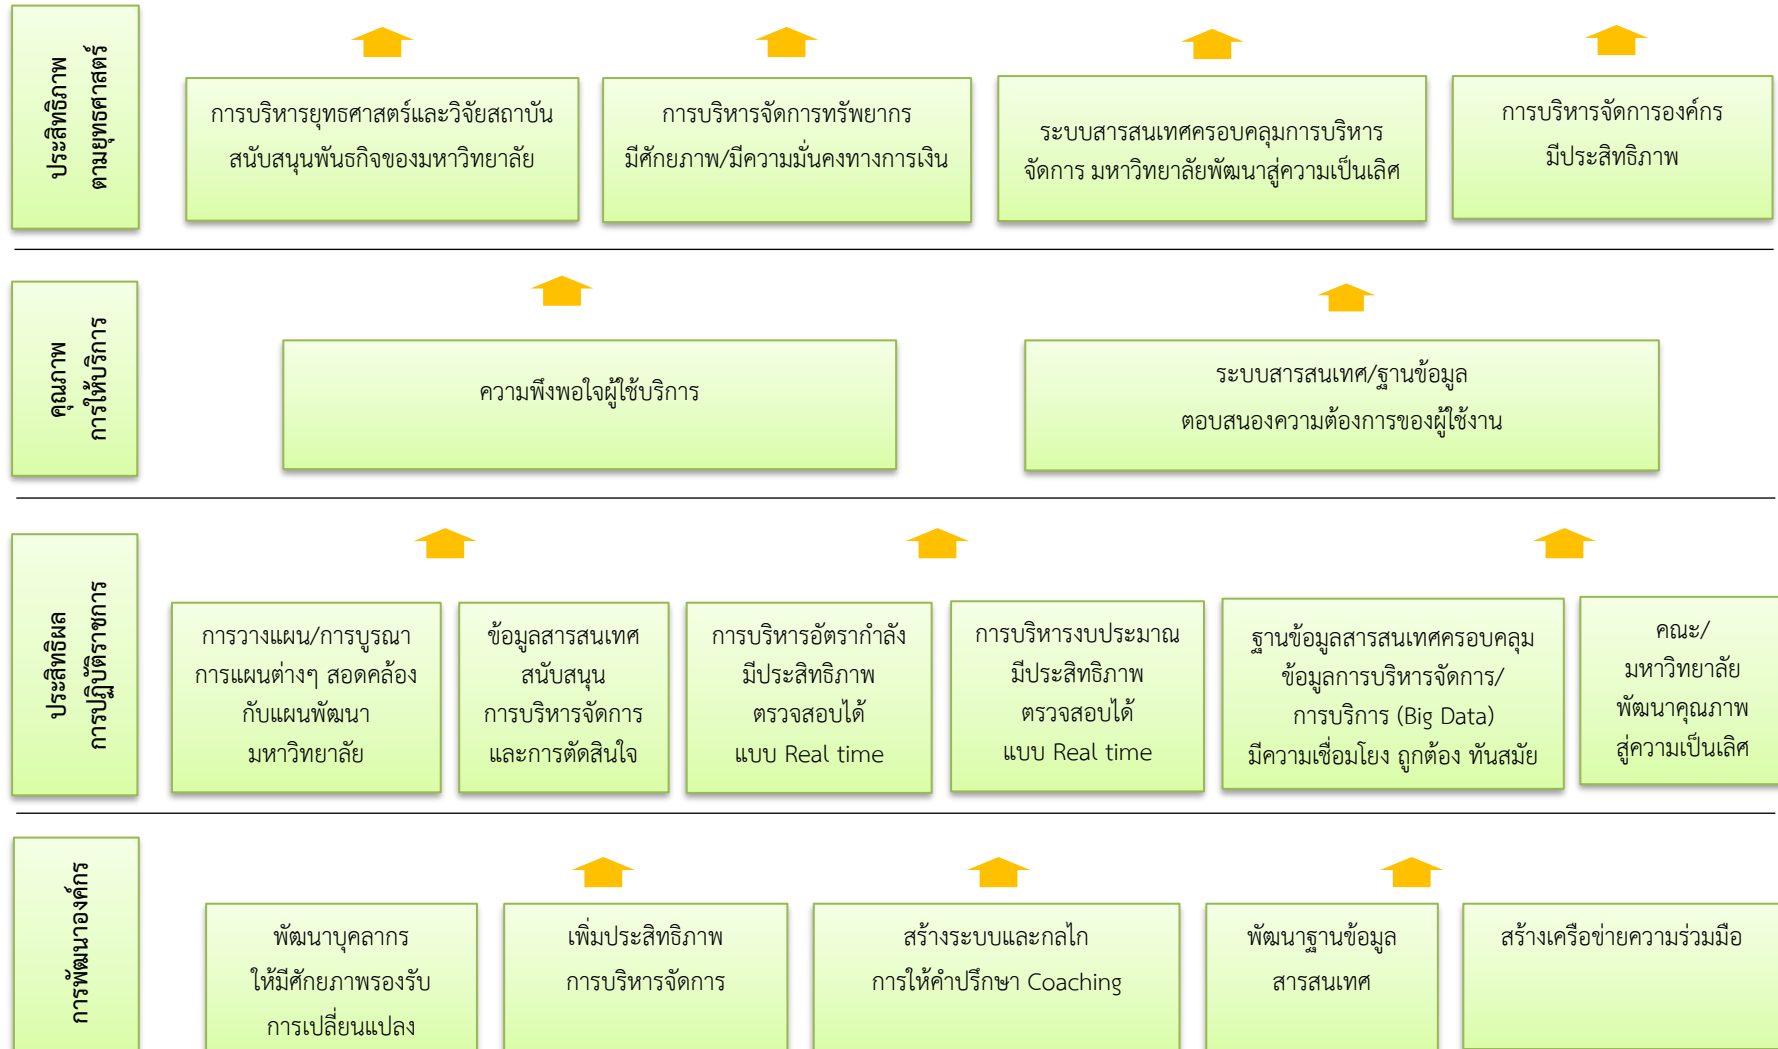 ประสิทธิภาพ
ตามยุทธศาสตร์
การบริหารยุทธศาสตร์และวิจัยสถาบัน
สนับสนุนพันธกิจของมหาวิทยาลัย
การบริหารจัดการทรัพยากร
มีศักยภาพ/มีความมั่นคงทางการเงิน
ระบบสารสนเทศครอบคลุมการบริหาร
จัดการ มหาวิทยาลัยพัฒนาสู่ความเป็นเลิศ
การบริหารจัดการองค์กร
มีประสิทธิภาพ
คุณภาพ
การให้บริการ
ความพึงพอใจผู้ใช้บริการ
ระบบสารสนเทศ/ฐานข้อมูล
ตอบสนองความต้องการของผู้ใช้งาน
ประสิทธิผล
การปฏิบัติราชการ
การวางแผน/การบูรณา
การแผนต่างๆ สอดคล้อง
กับแผนพัฒนา
มหาวิทยาลัย
ข้อมูลสารสนเทศ
สนับสนุน
การบริหารจัดการ
และการตัดสินใจ
การบริหารอัตรากำลัง
มีประสิทธิภาพ
ตรวจสอบได้
แบบ Real time
การบริหารงบประมาณ
มีประสิทธิภาพ
ตรวจสอบได้
แบบ Real time
ฐานข้อมูลสารสนเทศครอบคลุม
ข้อมูลการบริหารจัดการ/
การบริการ (Big Data)
มีความเชื่อมโยง ถูกต้อง ทันสมัย
คณะ/
มหาวิทยาลัย
พัฒนาคุณภาพ
สู่ความเป็นเลิศ
การพัฒนาองค์กร
พัฒนาบุคลากร
ให้มีศักยภาพรองรับ
การเปลี่ยนแปลง
เพิ่มประสิทธิภาพ
การบริหารจัดการ
สร้างระบบและกลไก
การให้คำปรึกษา Coaching
พัฒนาฐานข้อมูล
สารสนเทศ
สร้างเครือข่ายความร่วมมือ